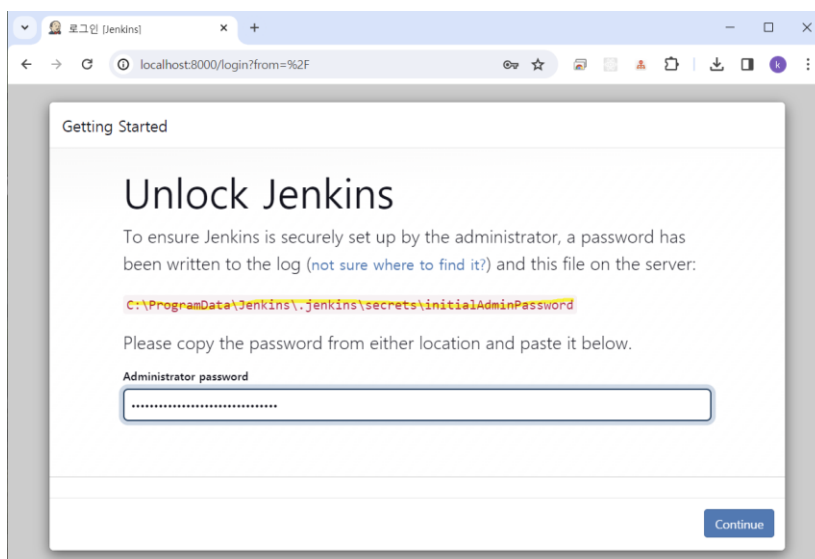 로그인 [Jenkins]
localhost:8000/login?from=%2F
k
Getting Started
Unlock Jenkins
To ensure Jenkins is securely set up by the administrator, a password has
been written to the log (not sure where to find it?) and this file on the server:
C:\ProgramData\Jenkins\.jenkins\secrets\initialAdminPassword
Please copy the password from either location and paste it below.
Administrator password
Continue